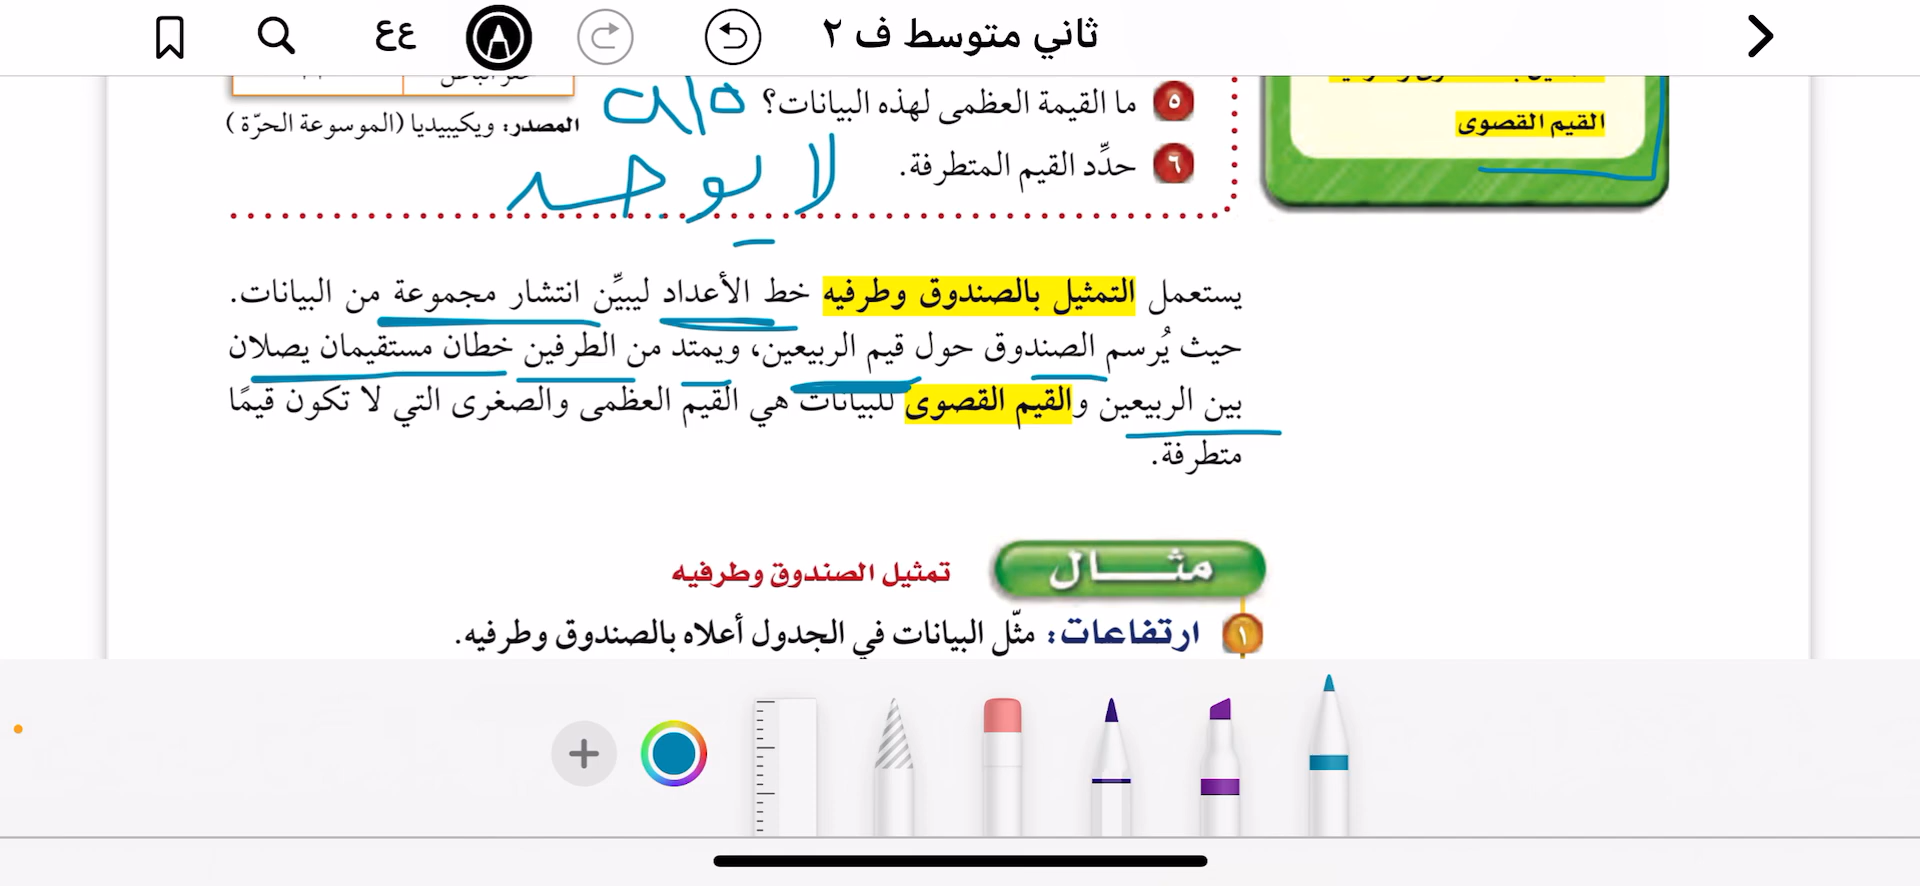 ثاني متوسط ف ٢
عع
القيم القصوى
٥ ما القيمة العظمى لهذه البيانات؟
٦ حدِّد القيم المتطرفة.
لا يوجد
المصدر: ويكيبيديا (الموسوعة الحرّة)
يستعمل التمثيل بالصندوق وطرفيه خط الأعداد ليبيِّن انتشار مجموعة من البيانات.
حيث يُرسم الصندوق حول قيم الربيعين، ويمتد من الطرفين خطان مستقيمان يصلان
بين الربيعين والقيم القصوى للبيانات هي القيم العظمى والصغرى التي لا تكون قيمًا
متطرفة.
مثــــال تمثيل الصندوق وطرفيه
١ ارتفاعات: مثّل البيانات في الجدول أعلاه بالصندوق وطرفيه.